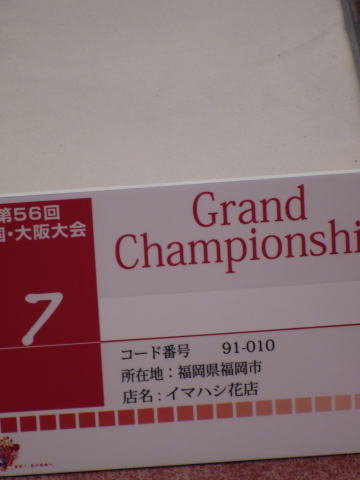 第56回
国・大阪大会
7
Grand
Championshi
コード番号 91-010
所在地：福岡県福岡市
店名：イマハシ花店